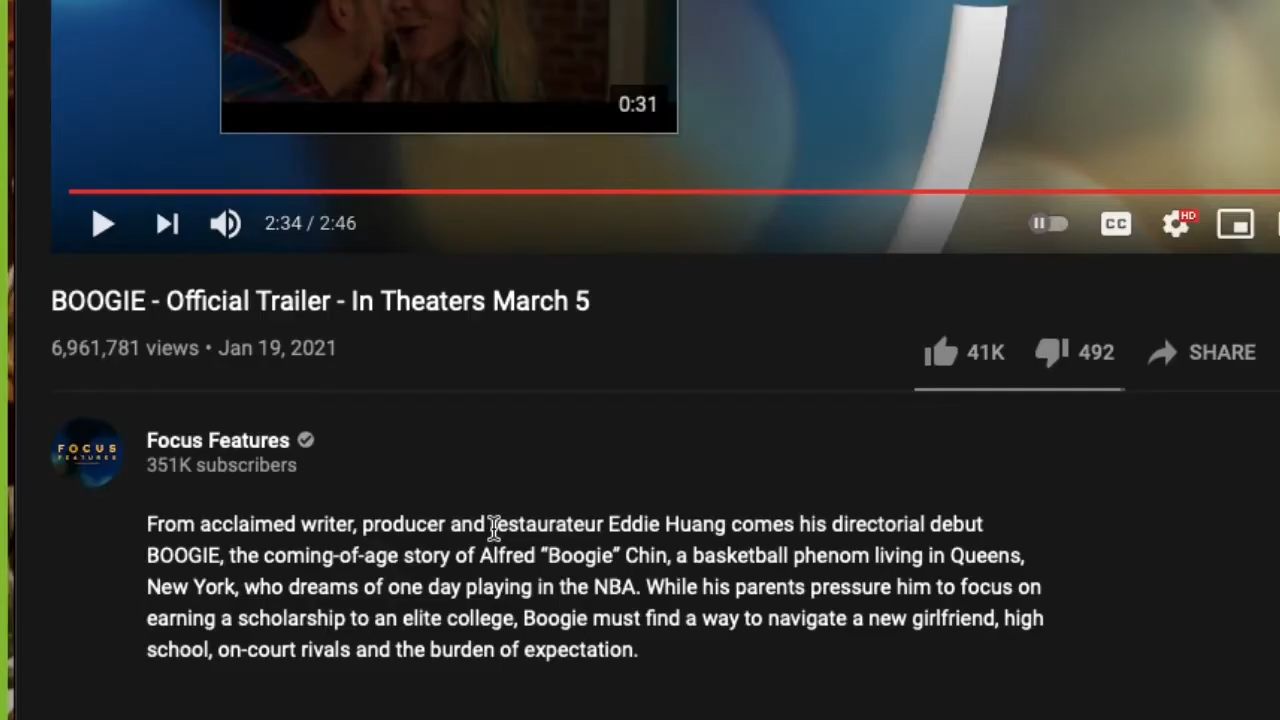 0:31
2:34 / 2:46
CC
HD
BOOGIE - Official Trailer - In Theaters March 5
6,961,781 views • Jan 19, 2021
41K
492
SHARE
FOCUS
FEATURES
Focus Features
351K subscribers
From acclaimed writer, producer and restaurateur Eddie Huang comes his directorial debut
BOOGIE, the coming-of-age story of Alfred “Boogie” Chin, a basketball phenom living in Queens,
New York, who dreams of one day playing in the NBA. While his parents pressure him to focus on
earning a scholarship to an elite college, Boogie must find a way to navigate a new girlfriend, high
school, on-court rivals and the burden of expectation.